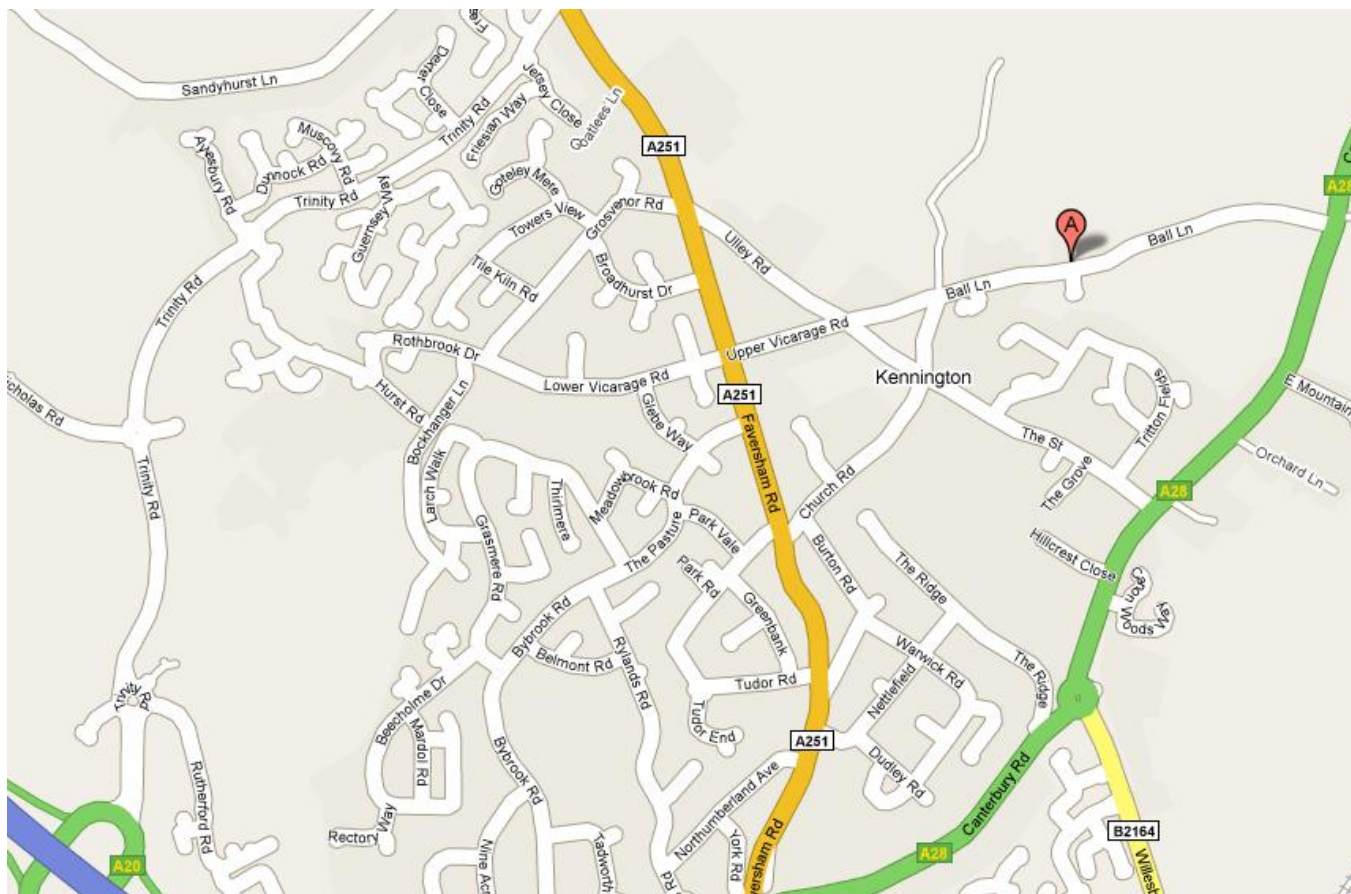 Sandyhurst Ln
Dexter Close
Jersey Close
Friesian Way
Goatlees Ln
Trinity Rd
A251
Aylesbury Rd
Dunnock Rd
Muscovy Rd
Trinity Rd
Guernsey Way
Goteley Mere
Towers View
Grosvenor Rd
Ulley Rd
Tile Kiln Rd
Broadhurst Dr
A
Ball Ln
A28
Trinity Rd
Ball Ln
Rothbrook Dr
Upper Vicarage Rd
Lower Vicarage Rd
Kennington
Hurst Rd
Bockhanger Ln
Glebe Way
A251
Faversham Rd
Tritton Fields
E Mountain
The St
Orchard Ln
Trinity Rd
Larch Walk
Thirlmere
Meadowbrook Rd
Church Rd
The Grove
A28
Grasmere Rd
The Pasture
Park Vale
Park Rd
Burton Rd
The Ridge
Hillcrest Close
Canon Woods Way
Bybrook Rd
Belmont Rd
Rylands Rd
Greenbank
Warwick Rd
The Ridge
Tudor Rd
Nettlefield
Trinity Rd
Beecholme Dr
Mardol Rd
Tudor End
A251
Dudley Rd
Rutherford Rd
Bybrook Rd
Northumberland Ave
Canterbury Rd
Rectory Way
York Rd
B2164
A20
Nine Acr
Tadworth
Rd
ersham Rd
A28
Willesb